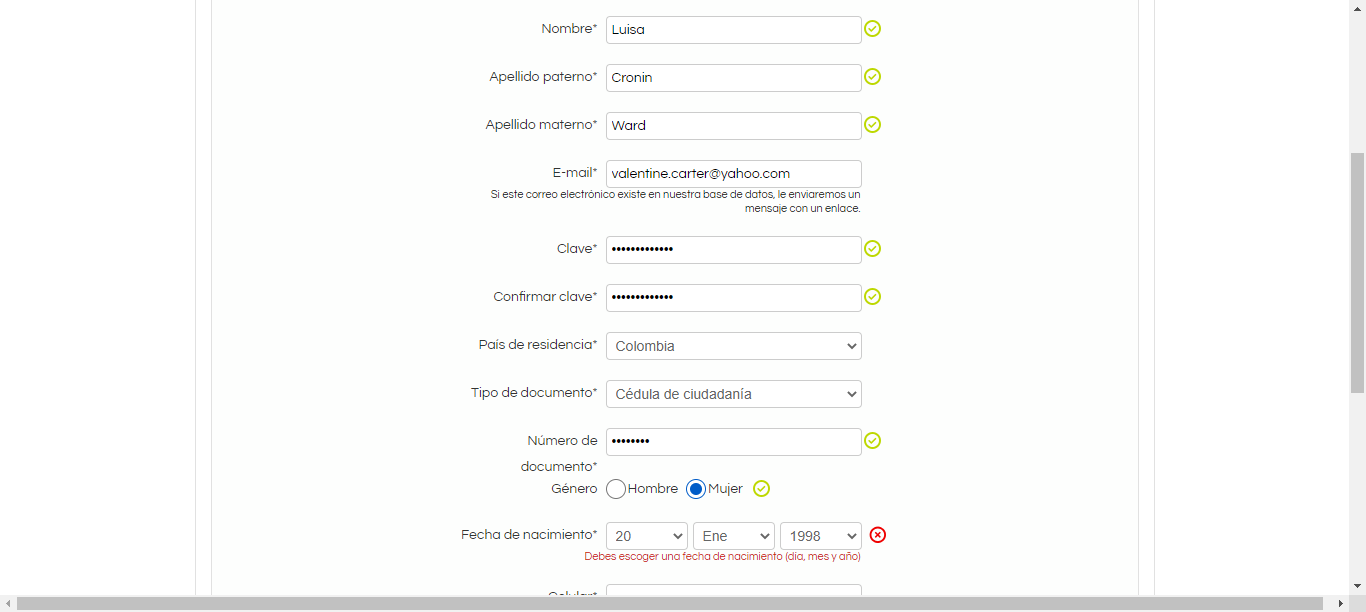 Nombre* Luisa
Apellido paterno* Cronin
Apellido materno* Ward
E-mail* valentine.carter@yahoo.com
Si este correo electrónico existe en nuestra base de datos, le enviaremos un
mensaje con un enlace.
Clave* •••••••••••••
Confirmar clave* •••••••••••••
País de residencia* Colombia
Tipo de documento* Cédula de ciudadanía
Número de ••••••••
documento*
Género Hombre Mujer
Fecha de nacimiento* 20 Ene 1998
Debes escoger una fecha de nacimiento (día, mes y año)
Celular*